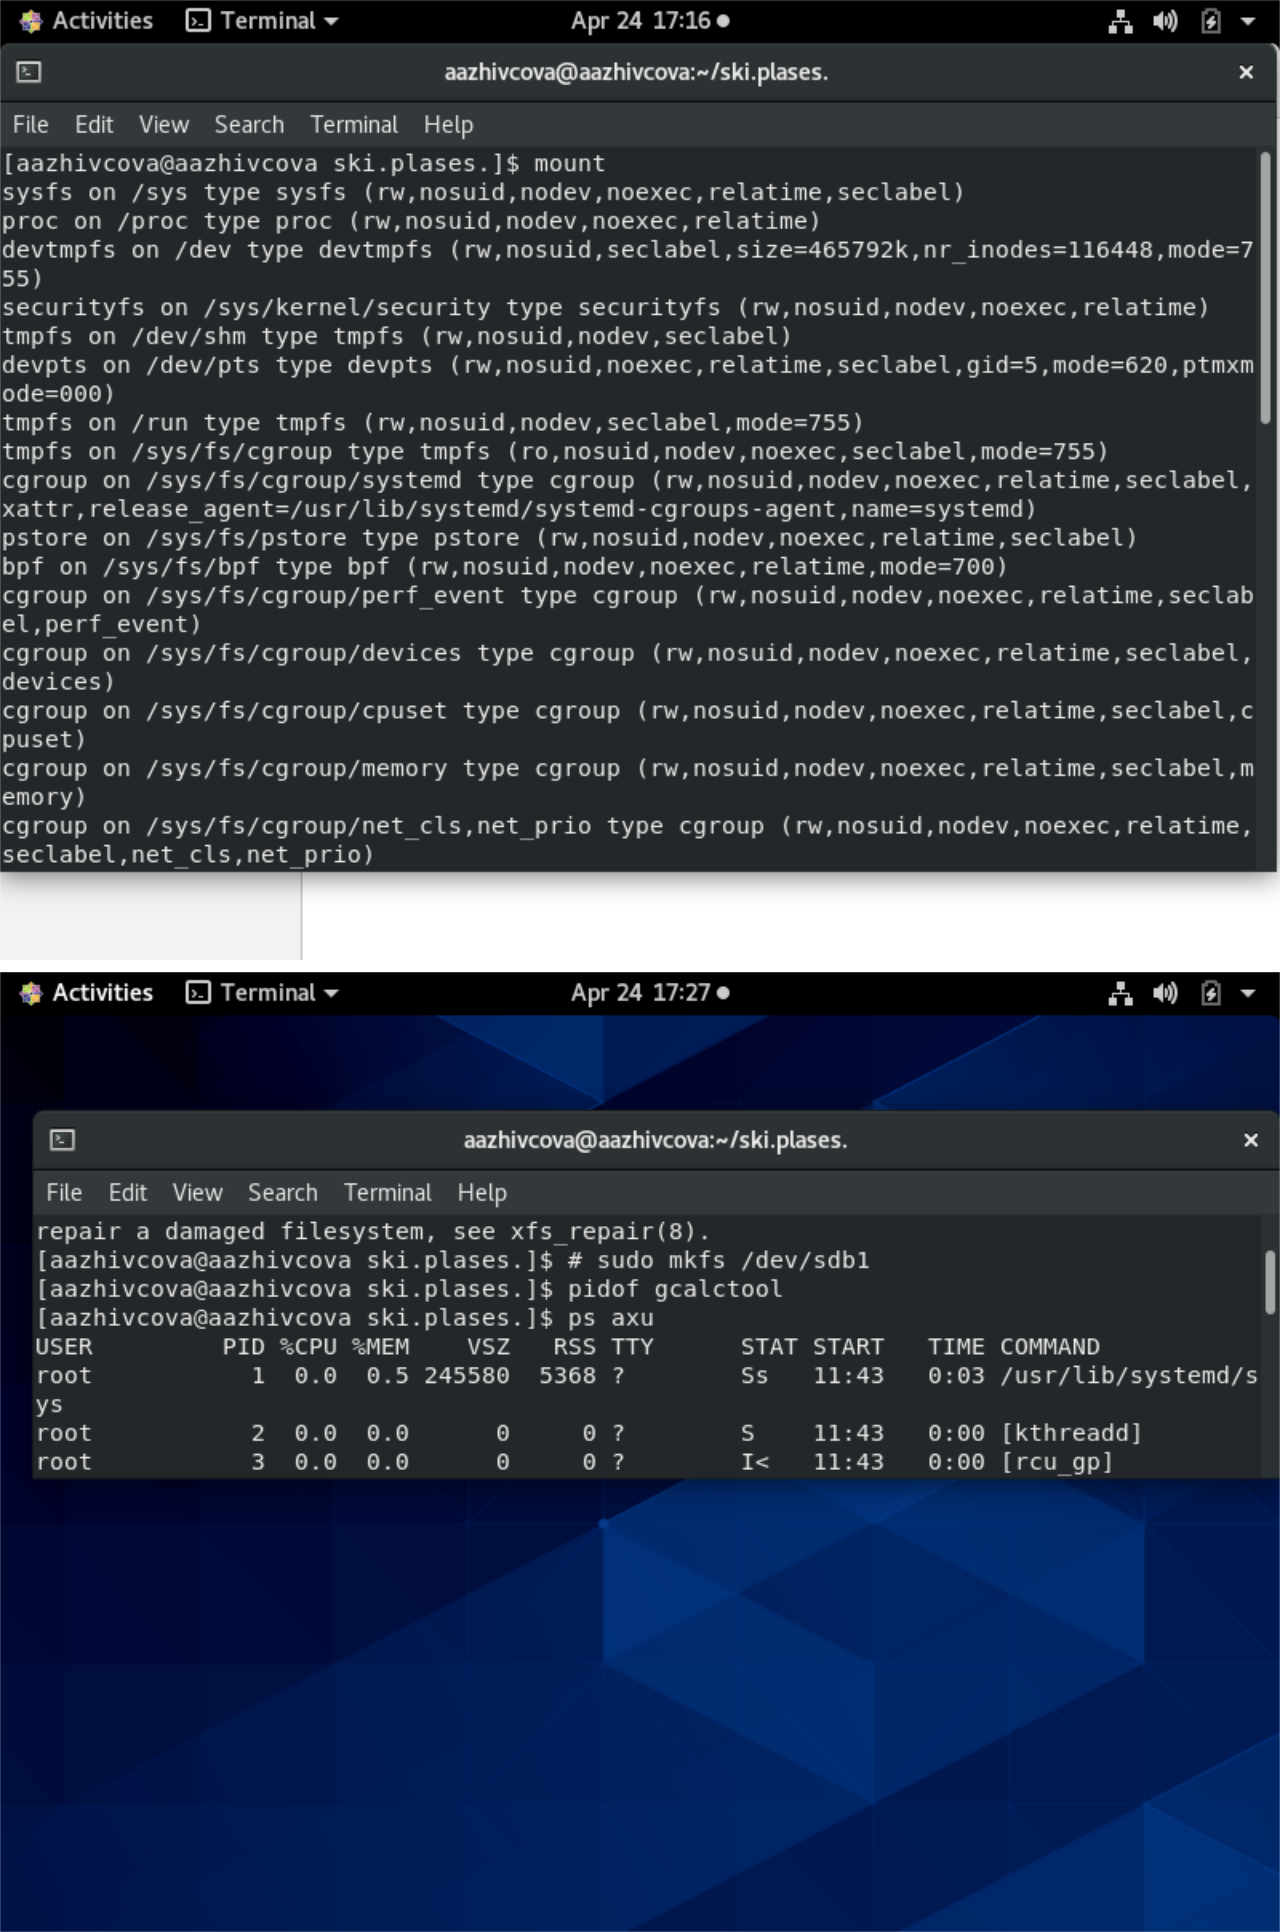 Activities Terminal Apr 24 17:16
aazhivcova@aazhivcova:~/ski.plases.
File Edit View Search Terminal Help
[aazhivcova@aazhivcova ski.plases.]$ mount
sysfs on /sys type sysfs (rw,nosuid,nodev,noexec,relatime,seclabel)
proc on /proc type proc (rw,nosuid,nodev,noexec,relatime)
devtmpfs on /dev type devtmpfs (rw,nosuid,seclabel,size=465792k,nr_inodes=116448,mode=7
55)
securityfs on /sys/kernel/security type securityfs (rw,nosuid,nodev,noexec,relatime)
tmpfs on /dev/shm type tmpfs (rw,nosuid,nodev,seclabel)
devpts on /dev/pts type devpts (rw,nosuid,noexec,relatime,seclabel,gid=5,mode=620,ptmxm
ode=000)
tmpfs on /run type tmpfs (rw,nosuid,nodev,seclabel,mode=755)
tmpfs on /sys/fs/cgroup type tmpfs (ro,nosuid,nodev,noexec,seclabel,mode=755)
cgroup on /sys/fs/cgroup/systemd type cgroup (rw,nosuid,nodev,noexec,relatime,seclabel,
xattr,release_agent=/usr/lib/systemd/systemd-cgroups-agent,name=systemd)
pstore on /sys/fs/pstore type pstore (rw,nosuid,nodev,noexec,relatime,seclabel)
bpf on /sys/fs/bpf type bpf (rw,nosuid,nodev,noexec,relatime,mode=700)
cgroup on /sys/fs/cgroup/perf_event type cgroup (rw,nosuid,nodev,noexec,relatime,seclab
el,perf_event)
cgroup on /sys/fs/cgroup/devices type cgroup (rw,nosuid,nodev,noexec,relatime,seclabel,
devices)
cgroup on /sys/fs/cgroup/cpuset type cgroup (rw,nosuid,nodev,noexec,relatime,seclabel,c
puset)
cgroup on /sys/fs/cgroup/memory type cgroup (rw,nosuid,nodev,noexec,relatime,seclabel,m
emory)
cgroup on /sys/fs/cgroup/net_cls,net_prio type cgroup (rw,nosuid,nodev,noexec,relatime,
seclabel,net_cls,net_prio)
Activities Terminal Apr 24 17:27
aazhivcova@aazhivcova:~/ski.plases.
File Edit View Search Terminal Help
repair a damaged filesystem, see xfs_repair(8).
[aazhivcova@aazhivcova ski.plases.]$ # sudo mkfs /dev/sdb1
[aazhivcova@aazhivcova ski.plases.]$ pidof gcalctool
[aazhivcova@aazhivcova ski.plases.]$ ps axu
USER PID %CPU %MEM VSZ RSS TTY STAT START TIME COMMAND
root 1 0.0 0.5 245580 5368 ? Ss 11:43 0:03 /usr/lib/systemd/s
ys
root 2 0.0 0.0 0 0 ? S 11:43 0:00 [kthreadd]
root 3 0.0 0.0 0 0 ? I< 11:43 0:00 [rcu_gp]